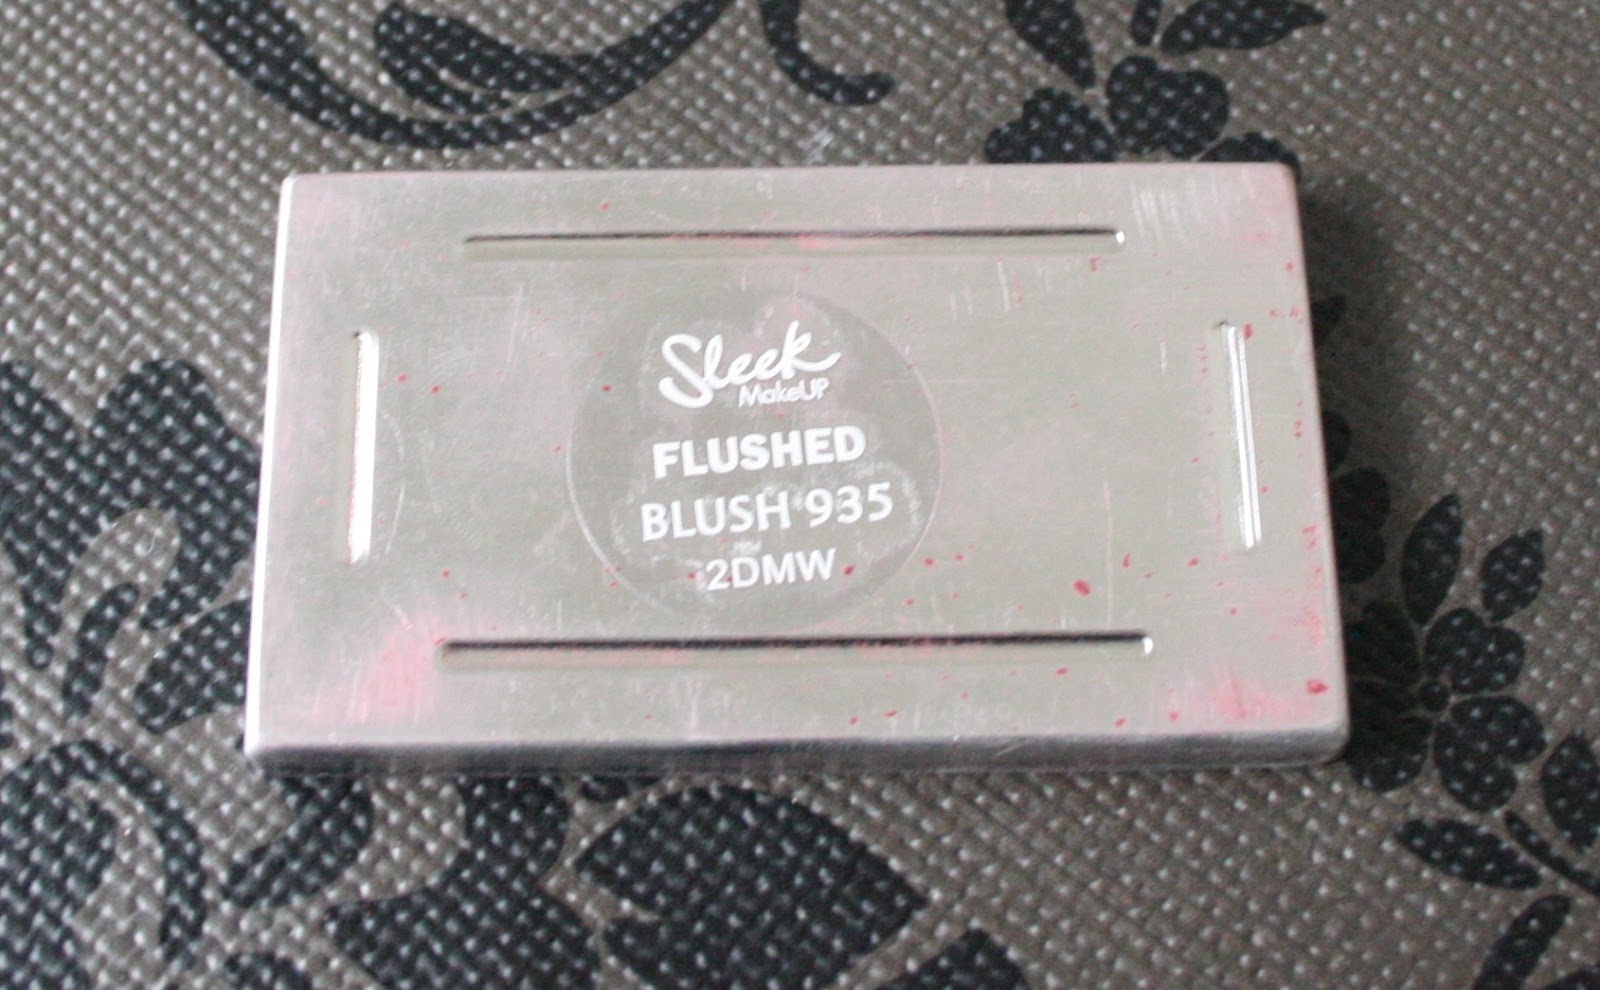 Sleek
MakeUP
FLUSHED
BLUSH 935
2DMW